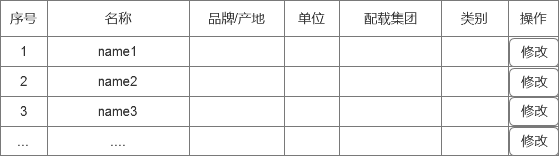 序号 名称 品牌/产地 单位 配载集团 类别 操作
1 name1 修改
2 name2 修改
3 name3 修改
... .... 修改